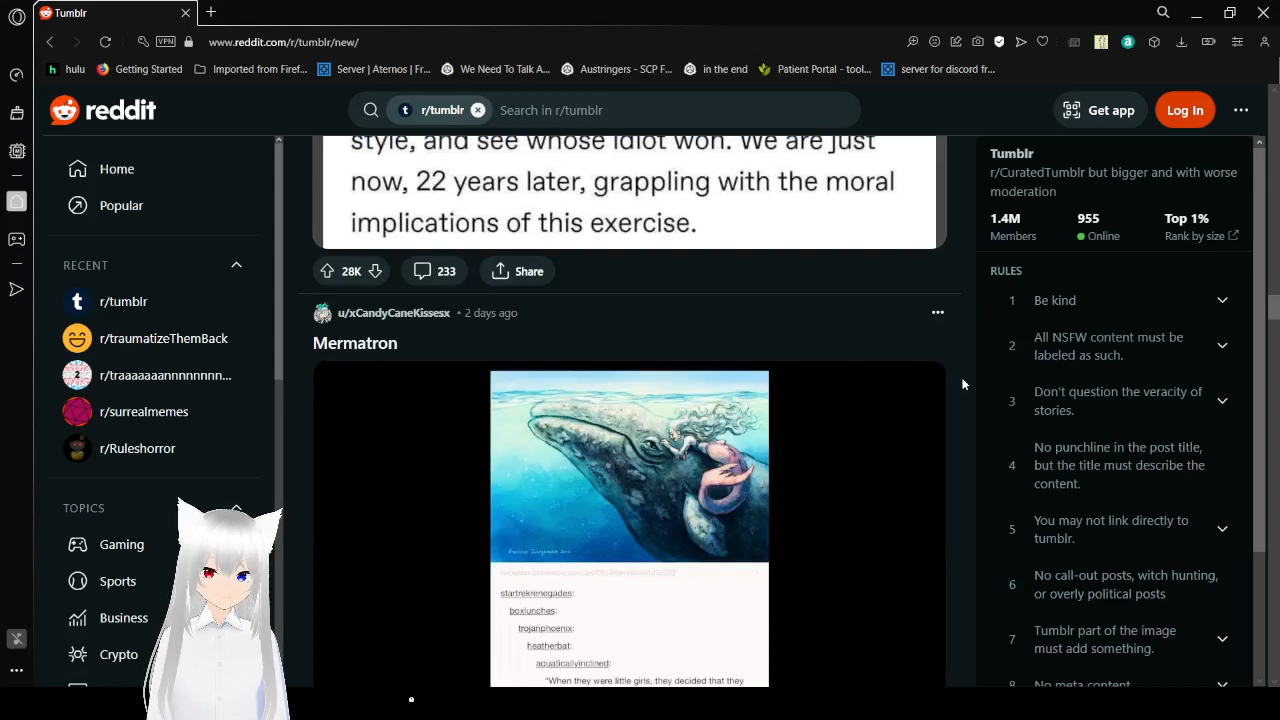 Tumblr
VPN
www.reddit.com/r/tumblr/new/
hulu
Getting Started
Imported from Firef...
Server | Aternos | Fr...
We Need To Talk A...
Austringers - SCP F...
in the end
Patient Portal - tool...
server for discord fr...
reddit
r/tumblr
Search in r/tumblr
Get app
Log In
Home
Popular
RECENT
r/tumblr
r/traumatizeThemBack
r/traaaaaaannnnnnnn...
r/surrealmemes
r/Ruleshorror
TOPICS
Gaming
Sports
Business
Crypto
style, and see whose idiot won. We are just
now, 22 years later, grappling with the moral
implications of this exercise.
28K
233
Share
u/xCandyCaneKissesx • 2 days ago
Mermatron
startrekrenegades:
boxlunches:
trojanphoenix:
heatherbat:
aquaticallyinclined:
"When they were little girls, they decided that they
Tumblr
r/CuratedTumblr but bigger and with worse
moderation
1.4M
Members
955
Online
Top 1%
Rank by size
RULES
1 Be kind
2 All NSFW content must be
labeled as such.
3 Don't question the veracity of
stories.
4 No punchline in the post title,
but the title must describe the
content.
5 You may not link directly to
tumblr.
6 No call-out posts, witch hunting,
or overly political posts
7 Tumblr part of the image
must add something.
8 No meta content